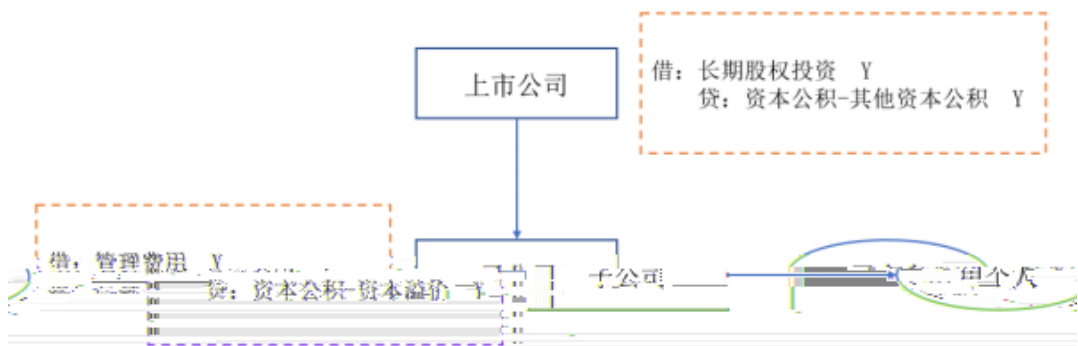 上市公司
借：长期股权投资 Y
贷：资本公积-其他资本公积 Y
借：管理费用 Y
贷：资本公积-资本溢价 Y
子公司
个人